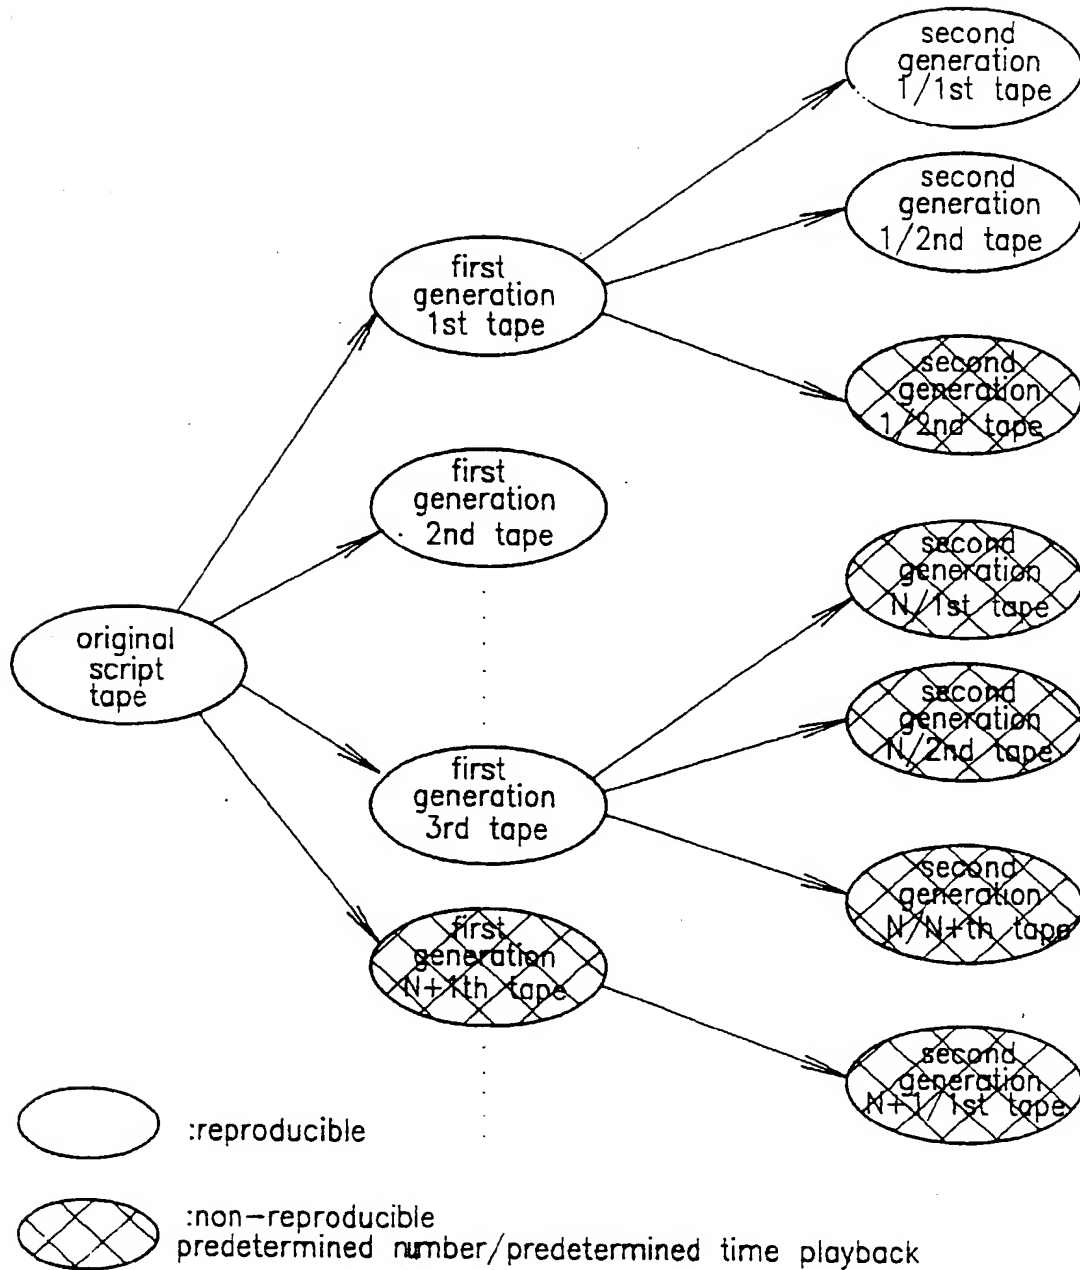 second
generation
1/1st tape
second
generation
1/2nd tape
first
generation
1st tape
second
generation
1/2nd tape
first
generation
2nd tape
second
generation
N/1st tape
original
script
tape
second
generation
N/2nd tape
first
generation
3rd tape
second
generation
N/N+th tape
first
generation
N+1th tape
second
generation
N+1/1st tape
:reproducible
:non-reproducible
predetermined number/predetermined time playback